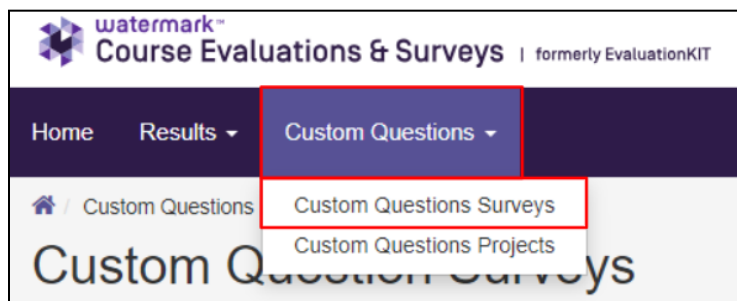 watermark™
Course Evaluations & Surveys | formerly EvaluationKIT
Home Results Custom Questions
/ Custom Questions
Custom Questions Surveys
Custom Questions Projects
Custom Question Surveys